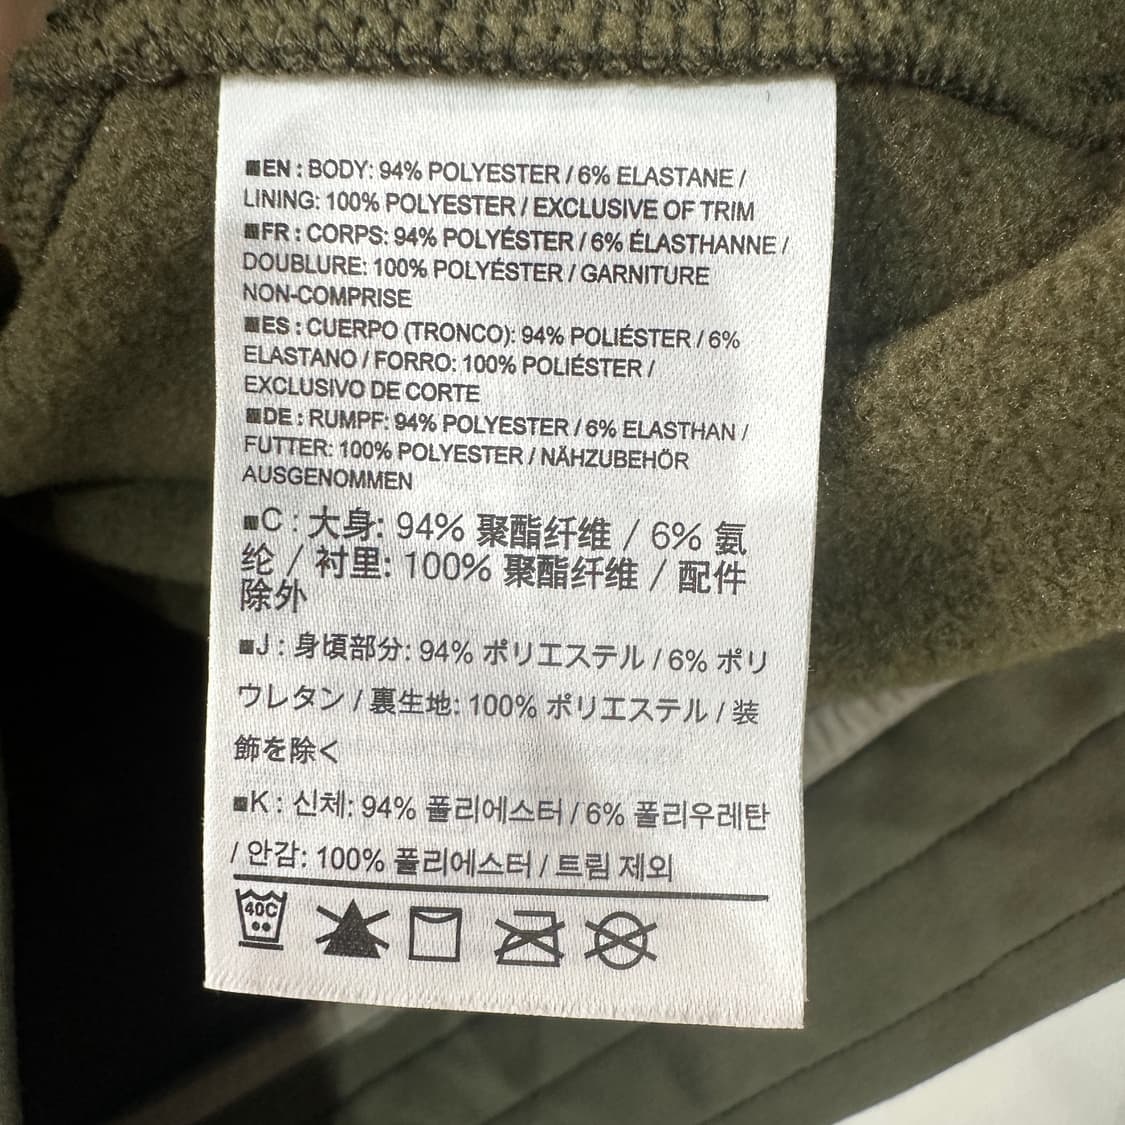 ■EN : BODY: 94% POLYESTER / 6% ELASTANE /
LINING: 100% POLYESTER / EXCLUSIVE OF TRIM
■FR : CORPS: 94% POLYÉSTER / 6% ÉLASTHANNE /
DOUBLURE: 100% POLYÉSTER / GARNITURE
NON-COMPRISE
■ES : CUERPO (TRONCO): 94% POLIÉSTER / 6%
ELASTANO / FORRO: 100% POLIÉSTER /
EXCLUSIVO DE CORTE
■DE : RUMPF: 94% POLYESTER / 6% ELASTHAN /
FUTTER: 100% POLYESTER / NÄHZUBEHÖR
AUSGENOMMEN
■C : 大身: 94% 聚酯纤维 / 6% 氨
纶 / 衬里: 100% 聚酯纤维 / 配件
除外
■J : 身頃部分: 94% ポリエステル / 6% ポリ
ウレタン / 裏生地: 100% ポリエステル / 装
飾を除く
■K : 신체: 94% 폴리에스터 / 6% 폴리우레탄
/ 안감: 100% 폴리에스터 / 트림 제외
40C